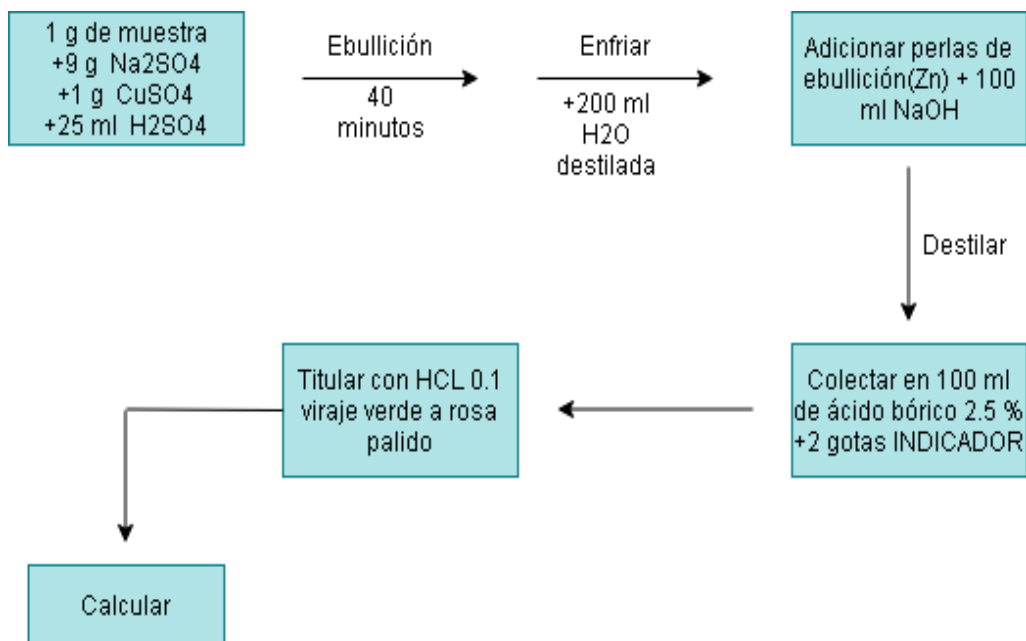 1 g de muestra
+9 g Na2SO4
+1 g CuSO4
+25 ml H2SO4
Ebullición
40
minutos
Enfriar
+200 ml
H2O
destilada
Adicionar perlas de
ebullición(Zn) + 100
ml NaOH
Destilar
Colectar en 100 ml
de ácido bórico 2.5 %
+2 gotas INDICADOR
Titular con HCL 0.1
viraje verde a rosa
palido
Calcular